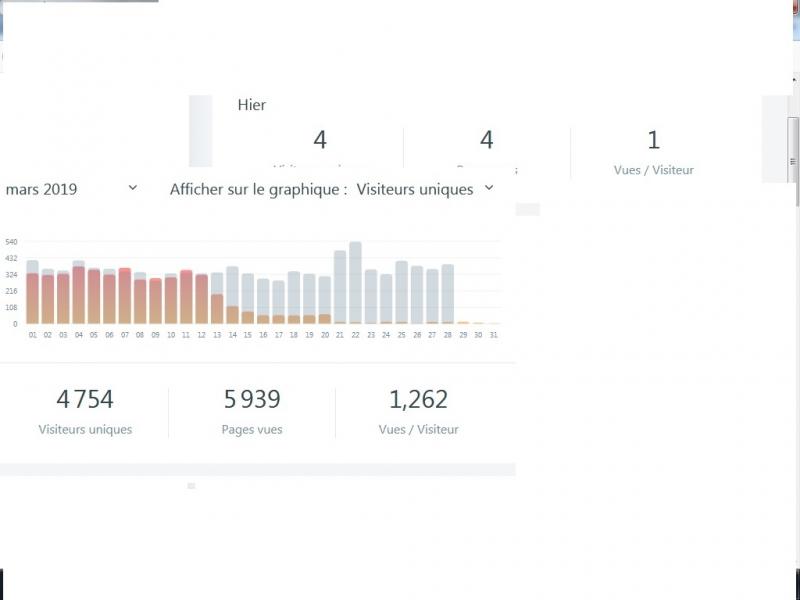 Hier
4 4 1
Vues / Visiteur
mars 2019 Afficher sur le graphique : Visiteurs uniques
540
432
324
216
108
0
01 02 03 04 05 06 07 08 09 10 11 12 13 14 15 16 17 18 19 20 21 22 23 24 25 26 27 28 29 30 31
4 754 5 939 1,262
Visiteurs uniques Pages vues Vues / Visiteur